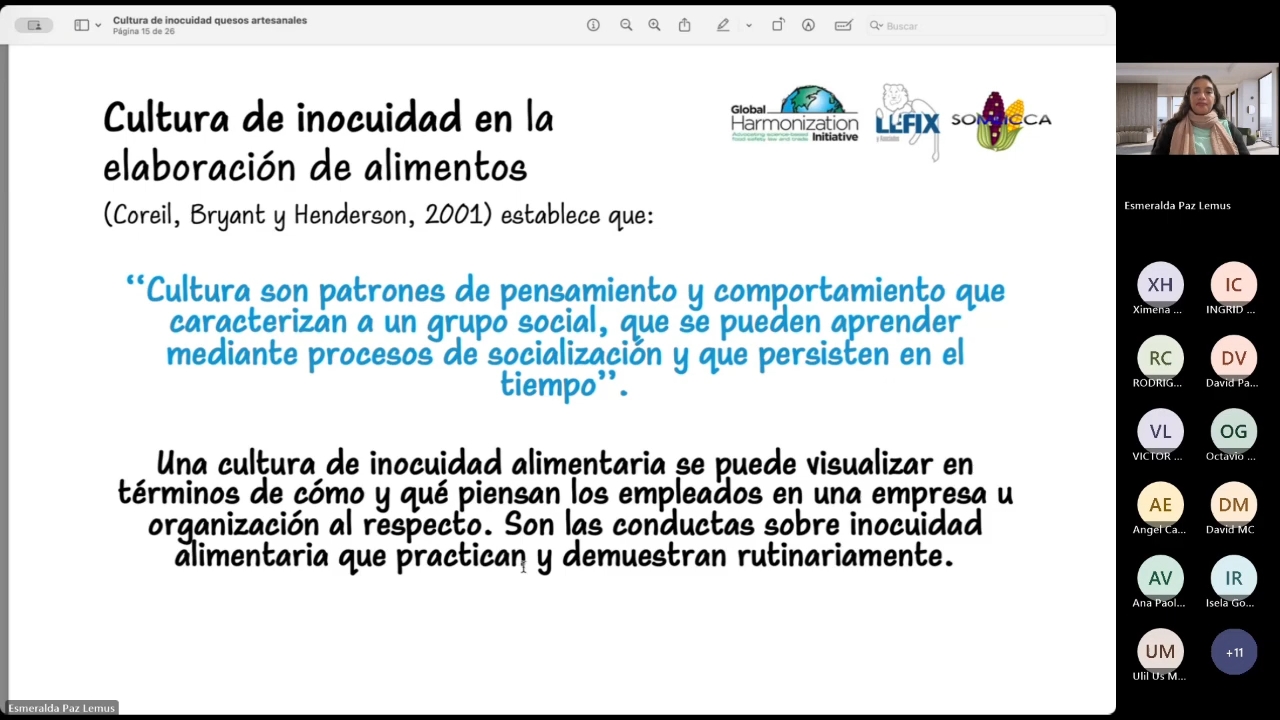 Cultura de inocuidad quesos artesanales
Página 15 de 26
Buscar
Cultura de inocuidad en la
elaboración de alimentos
(Coreil, Bryant y Henderson, 2001) establece que:
Global
Harmonization
Initiative
LEFIX
SOMEICCA
“Cultura son patrones de pensamiento y comportamiento que
caracterizan a un grupo social, que se pueden aprender
mediante procesos de socialización y que persisten en el
tiempo”.
Una cultura de inocuidad alimentaria se puede visualizar en
términos de cómo y qué piensan los empleados en una empresa u
organización al respecto. Son las conductas sobre inocuidad
alimentaria que practican y demuestran rutinariamente.
Esmeralda Paz Lemus
Esmeralda Paz Lemus
XH
IC
Ximena ...
INGRID ...
RC
DV
RODRIG...
David Pa...
VL
OG
VICTOR ...
Octavio ...
AE
DM
Angel Ca...
David MC
AV
IR
Ana Paol...
Isela Go...
UM
+11
Ulil Us M...